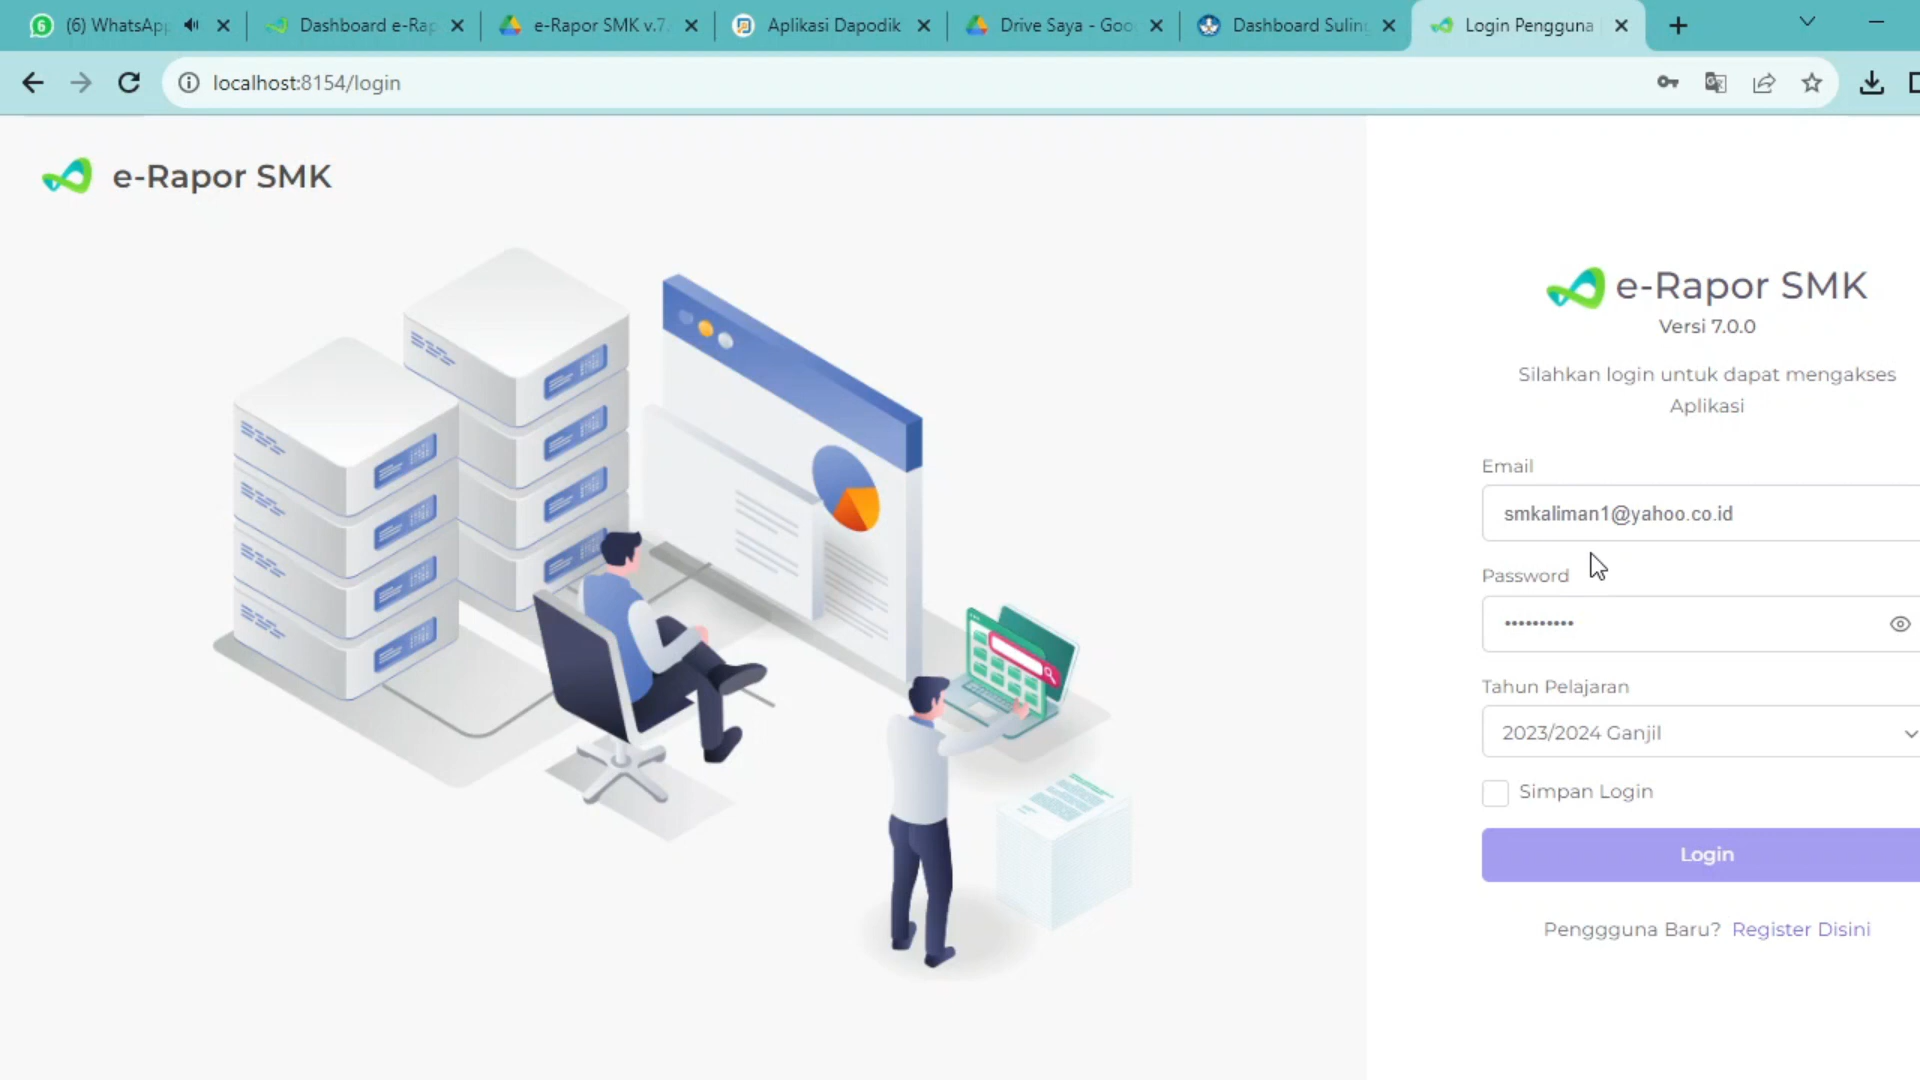 (6) WhatsApp
Dashboard e-Rap
e-Rapor SMK v.7.
Aplikasi Dapodik
Drive Saya - Goo
Dashboard Suling
Login Pengguna
localhost:8154/login
e-Rapor SMK
e-Rapor SMK
Versi 7.0.0
Silahkan login untuk dapat mengakses
Aplikasi
Email
smkaliman1@yahoo.co.id
Password
••••••••••
Tahun Pelajaran
2023/2024 Ganjil
Simpan Login
Login
Penggguna Baru? Register Disini